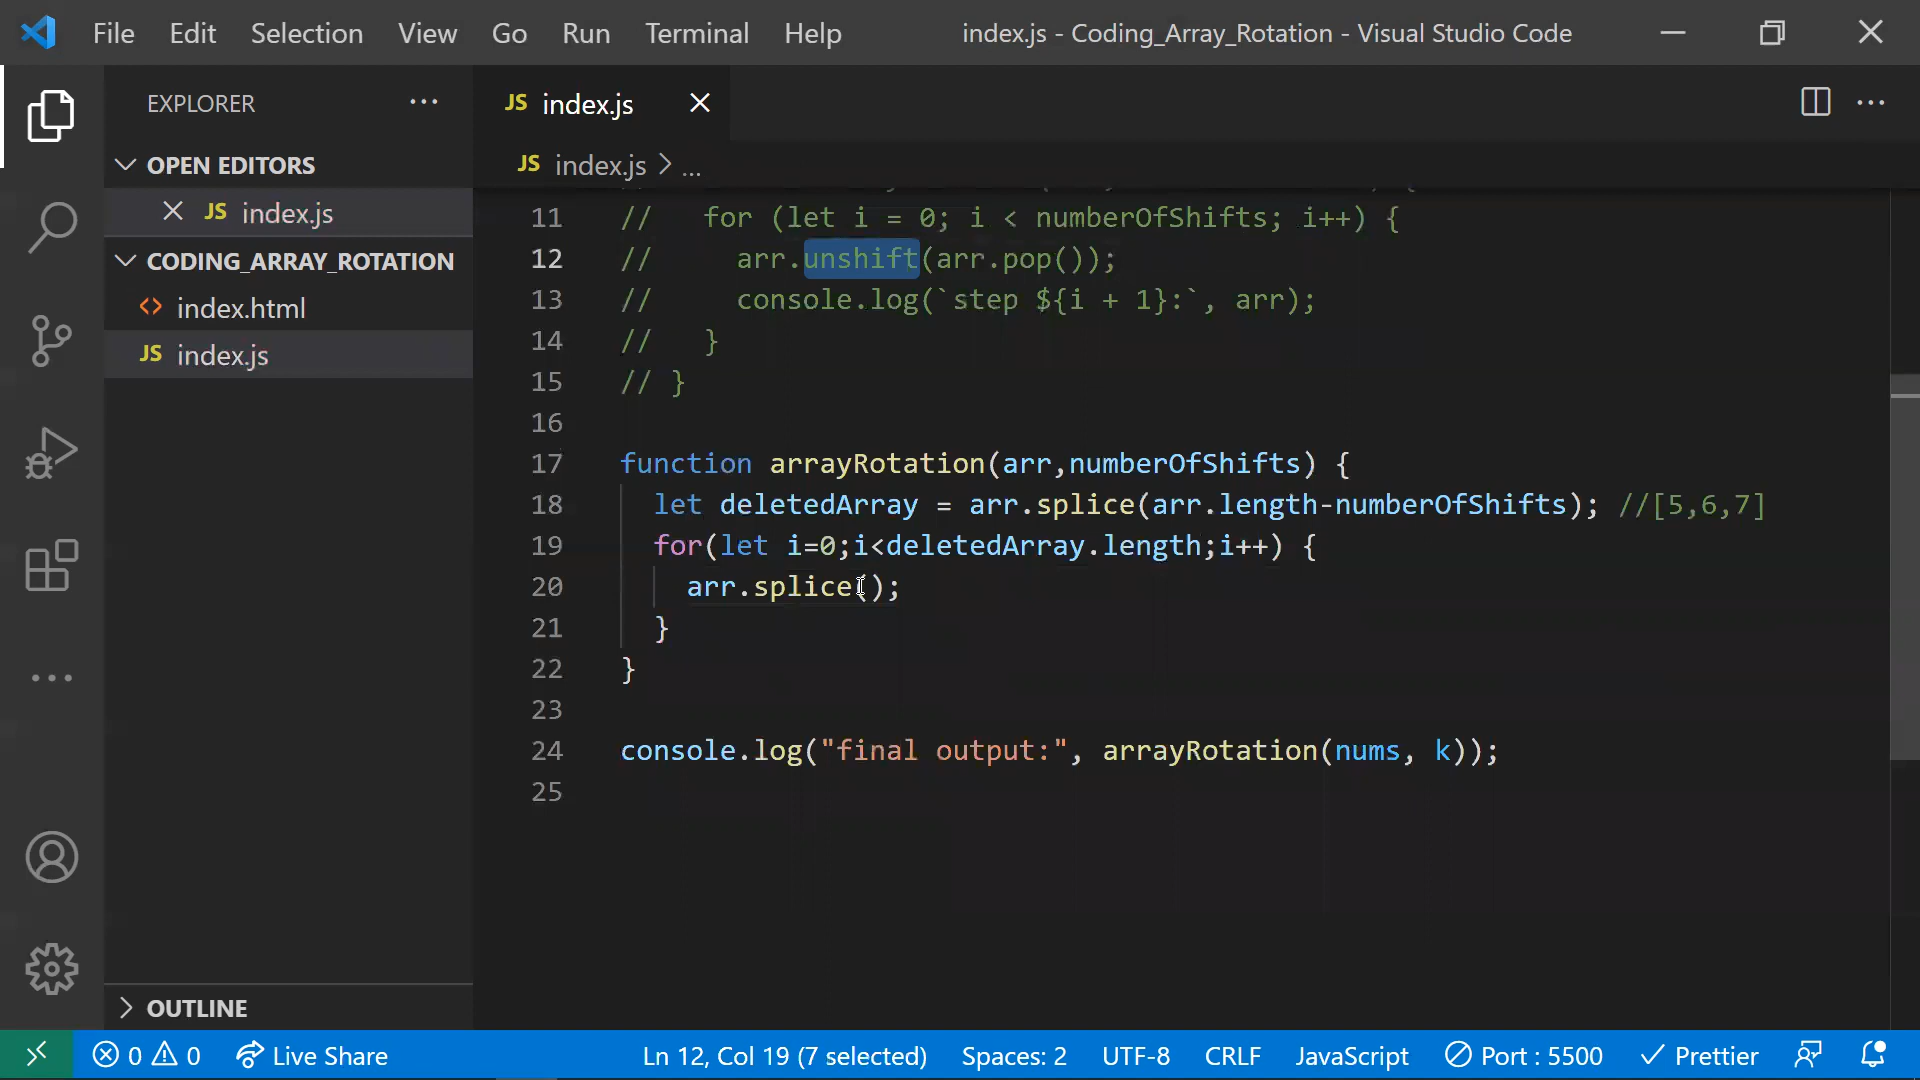 File Edit Selection View Go Run Terminal Help index.js - Coding_Array_Rotation - Visual Studio Code
EXPLORER ...
JS index.js
OPEN EDITORS
JS index.js
JS index.js > ...
CODING_ARRAY_ROTATION
index.html
JS index.js
11 //   for (let i = 0; i < numberOfShifts; i++) {
12 //     arr.unshift(arr.pop());
13 //     console.log(`step ${i + 1}:`, arr);
14 //   }
15 // }
16
17 function arrayRotation(arr,numberOfShifts) {
18   let deletedArray = arr.splice(arr.length-numberOfShifts); //[5,6,7]
19   for(let i=0;i<deletedArray.length;i++) {
20     arr.splice();
21   }
22 }
23
24 console.log("final output:", arrayRotation(nums, k));
25
OUTLINE
0 0 Live Share Ln 12, Col 19 (7 selected) Spaces: 2 UTF-8 CRLF JavaScript Port : 5500 Prettier